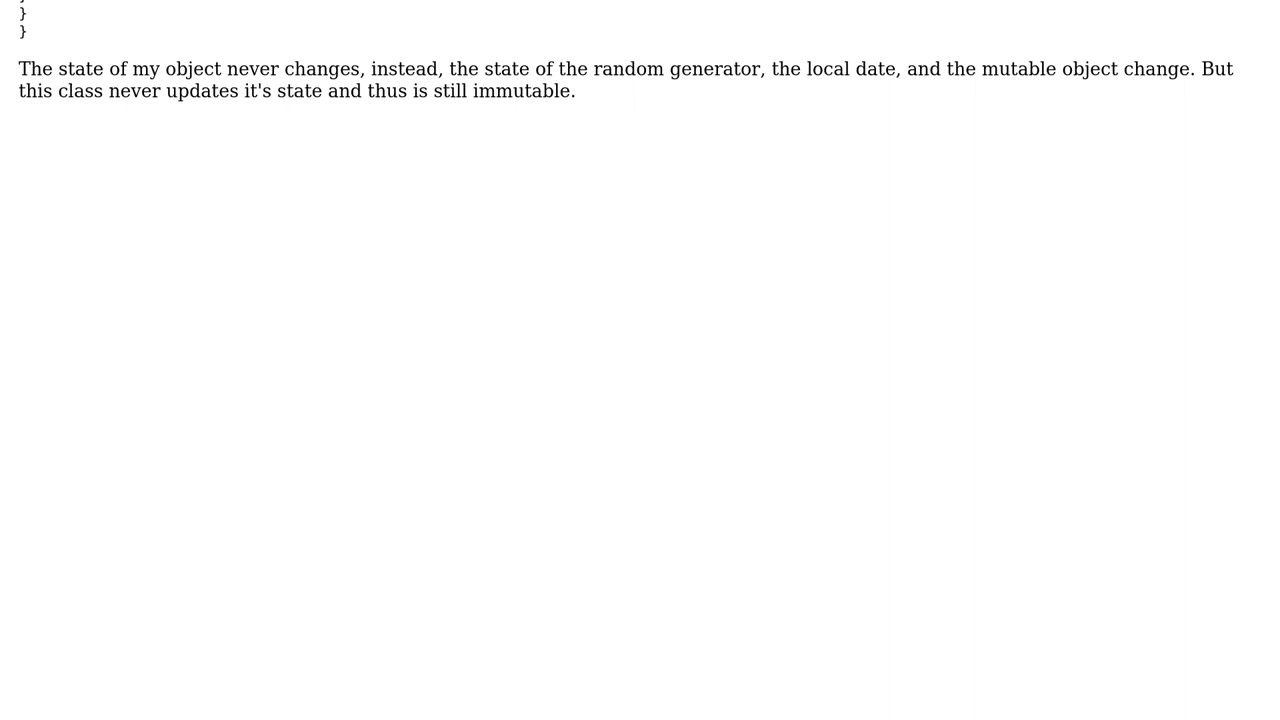 }
}
The state of my object never changes, instead, the state of the random generator, the local date, and the mutable object change. But
this class never updates it's state and thus is still immutable.